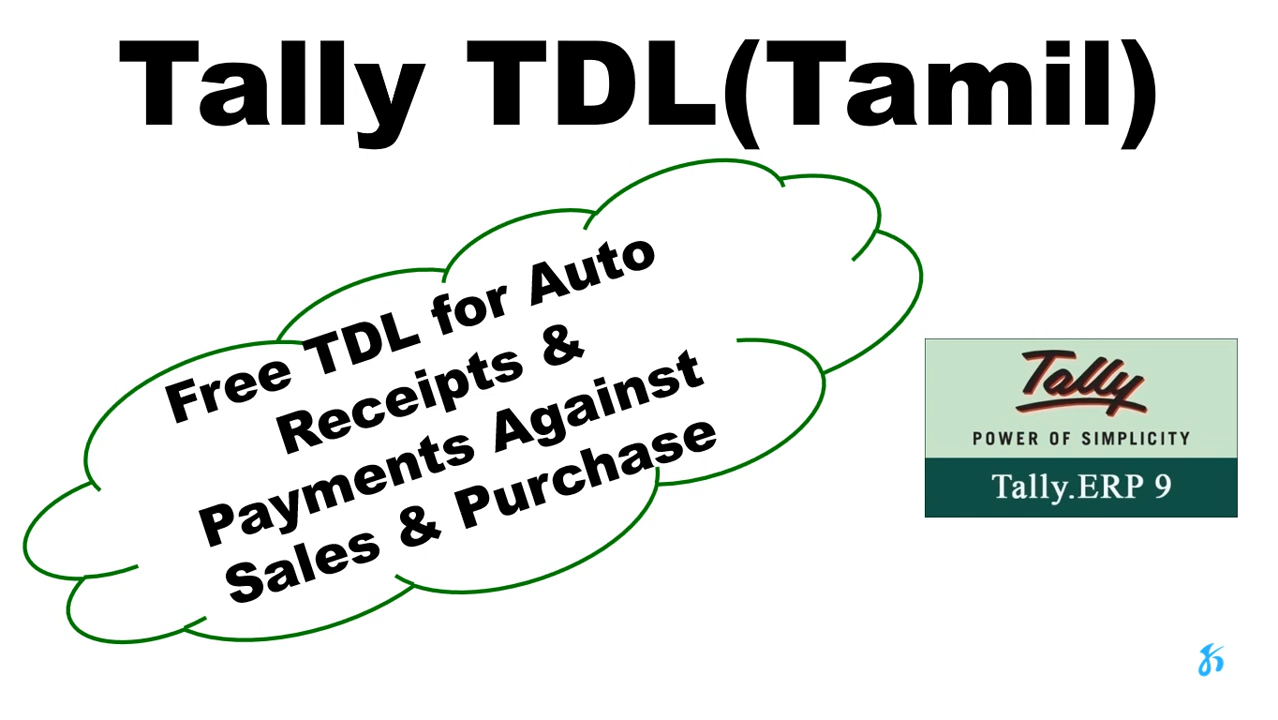 Tally TDL(Tamil)
Free TDL for Auto
Receipts &
Payments Against
Sales & Purchase
Tally
POWER OF SIMPLICITY
Tally.ERP 9